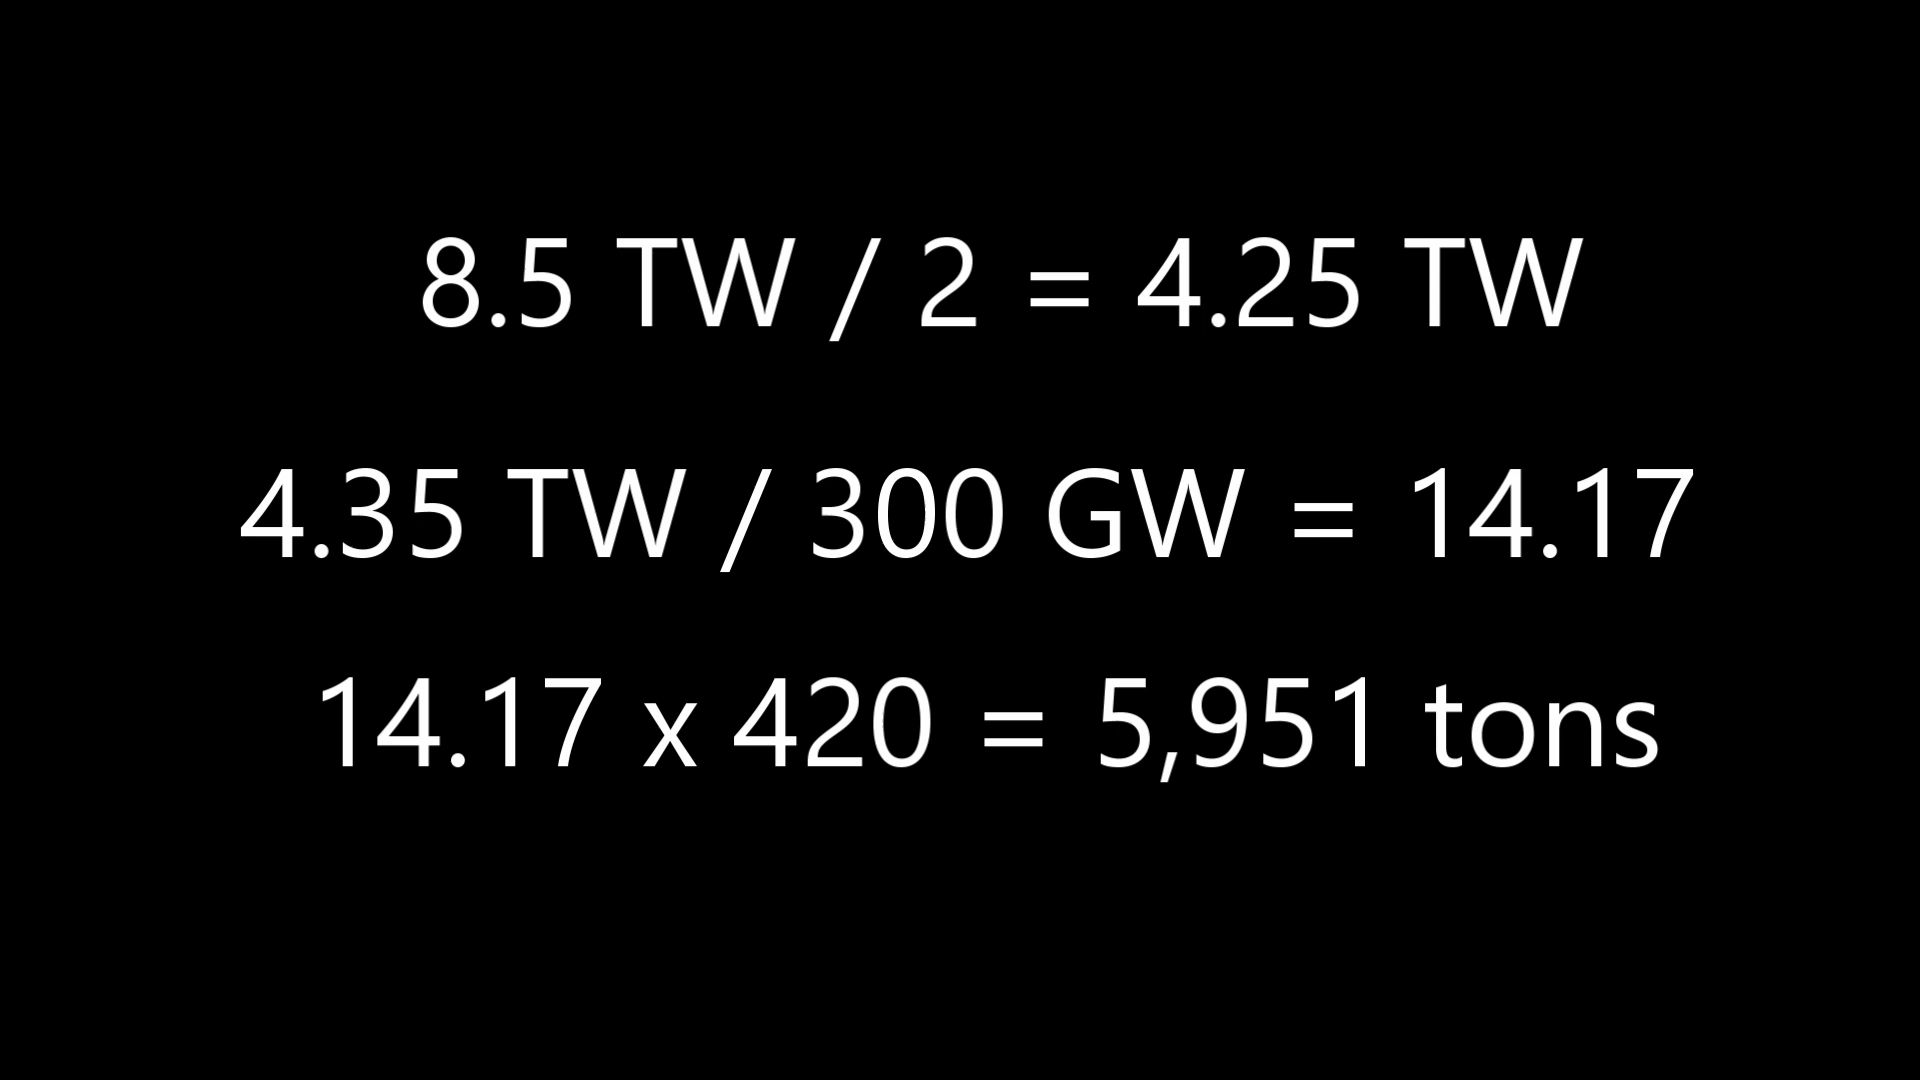 8.5 TW / 2 = 4.25 TW
4.35 TW / 300 GW = 14.17
14.17 x 420 = 5,951 tons